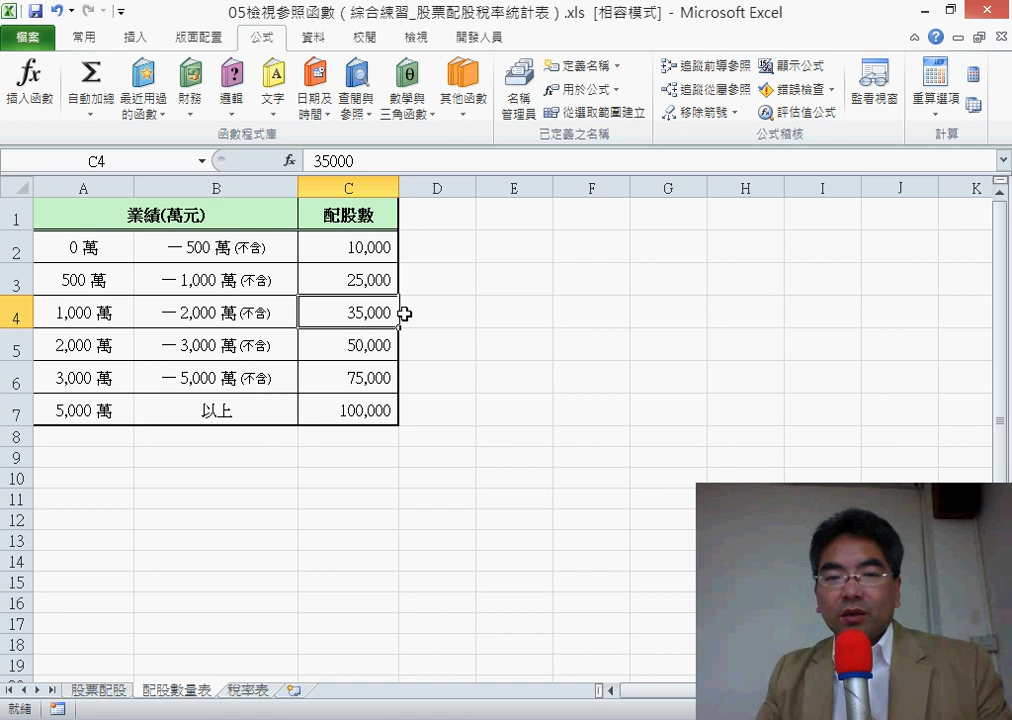 05檢視參照函數（綜合練習_股票配股稅率統計表）.xls [相容模式] - Microsoft Excel
檔案 常用 插入 版面配置 公式 資料 校閱 檢視 開發人員
插入函數 自動加總 最近用過的函數 財務 邏輯 文字 日期及時間 查閱與參照 數學與三角函數 其他函數
函數程式庫
名稱管理員 定義名稱 用於公式 從選取範圍建立
已定義之名稱
追蹤前導參照 追蹤從屬參照 移除箭號 顯示公式 錯誤檢查 評估值公式
公式稽核
監看視窗 重算選項
計算
C4 fx 35000
A B C D E F G H I J K
1 業績(萬元) 配股數
2 0 萬 — 500 萬(不含) 10,000
3 500 萬 — 1,000 萬(不含) 25,000
4 1,000 萬 — 2,000 萬(不含) 35,000
5 2,000 萬 — 3,000 萬(不含) 50,000
6 3,000 萬 — 5,000 萬(不含) 75,000
7 5,000 萬 以上 100,000
8
9
10
11
12
13
14
15
16
17
18
19
股票配股 配股數量表 稅率表
就緒